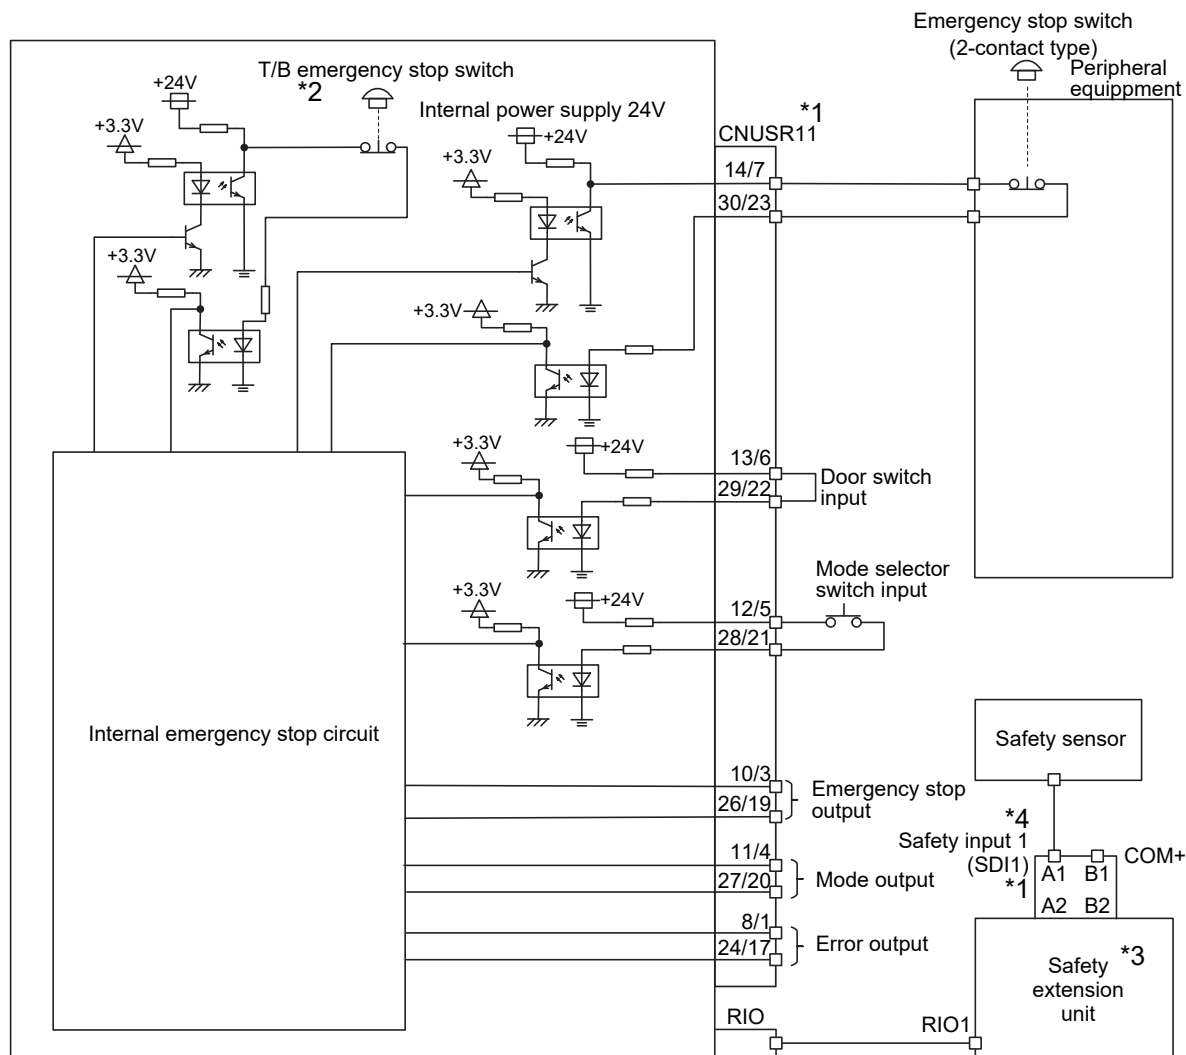 Emergency stop switch
(2-contact type)
Peripheral
equippment
T/B emergency stop switch
*2
+24V
+3.3V
Internal power supply 24V
+24V
*1
CNUSR11
+3.3V
14/7
30/23
+3.3V
+3.3V
+3.3V
+24V
13/6
29/22
Door switch
input
+3.3V
+24V
12/5
28/21
Mode selector
switch input
Internal emergency stop circuit
10/3
26/19
Emergency stop
output
11/4
27/20
Mode output
8/1
24/17
Error output
Safety sensor
*4
Safety input 1
(SDI1)
*1
A1
B1
COM+
A2
B2
Safety
extension
unit
*3
RIO
RIO1